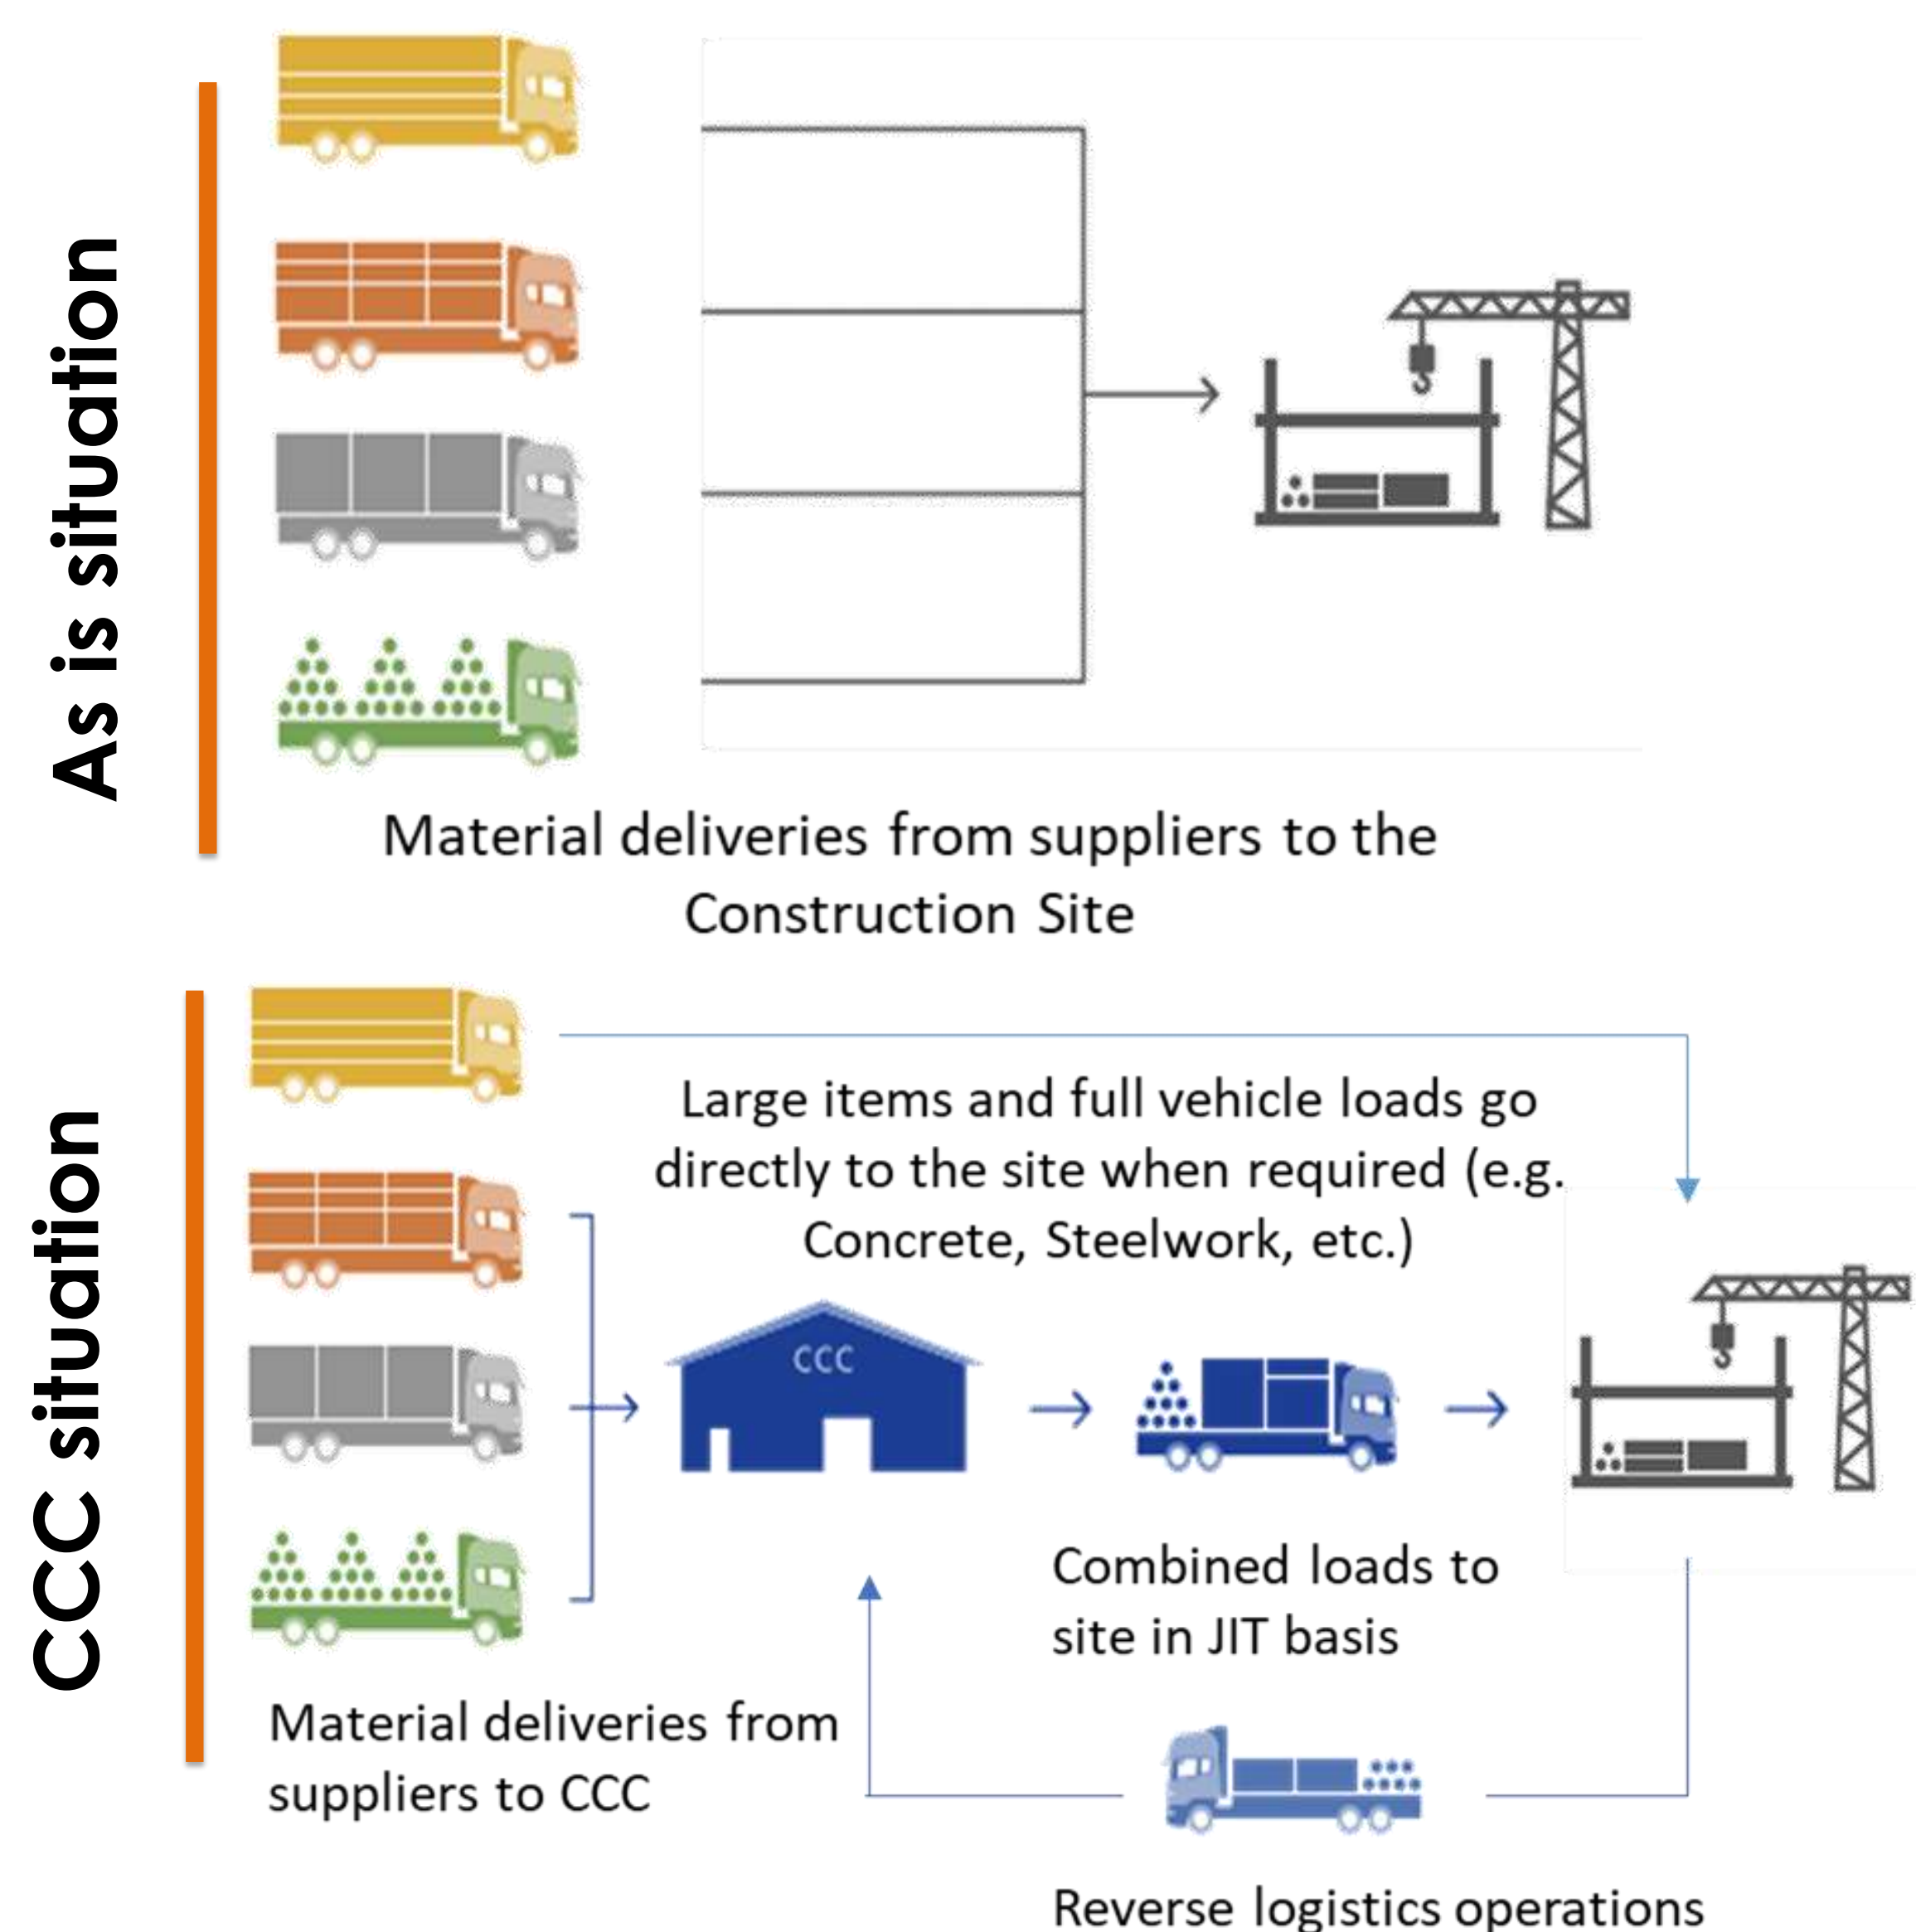 As is situation
Material deliveries from suppliers to the
Construction Site
CCC situation
Large items and full vehicle loads go
directly to the site when required (e.g.
Concrete, Steelwork, etc.)
CCC
Combined loads to
site in JIT basis
Material deliveries from
suppliers to CCC
Reverse logistics operations